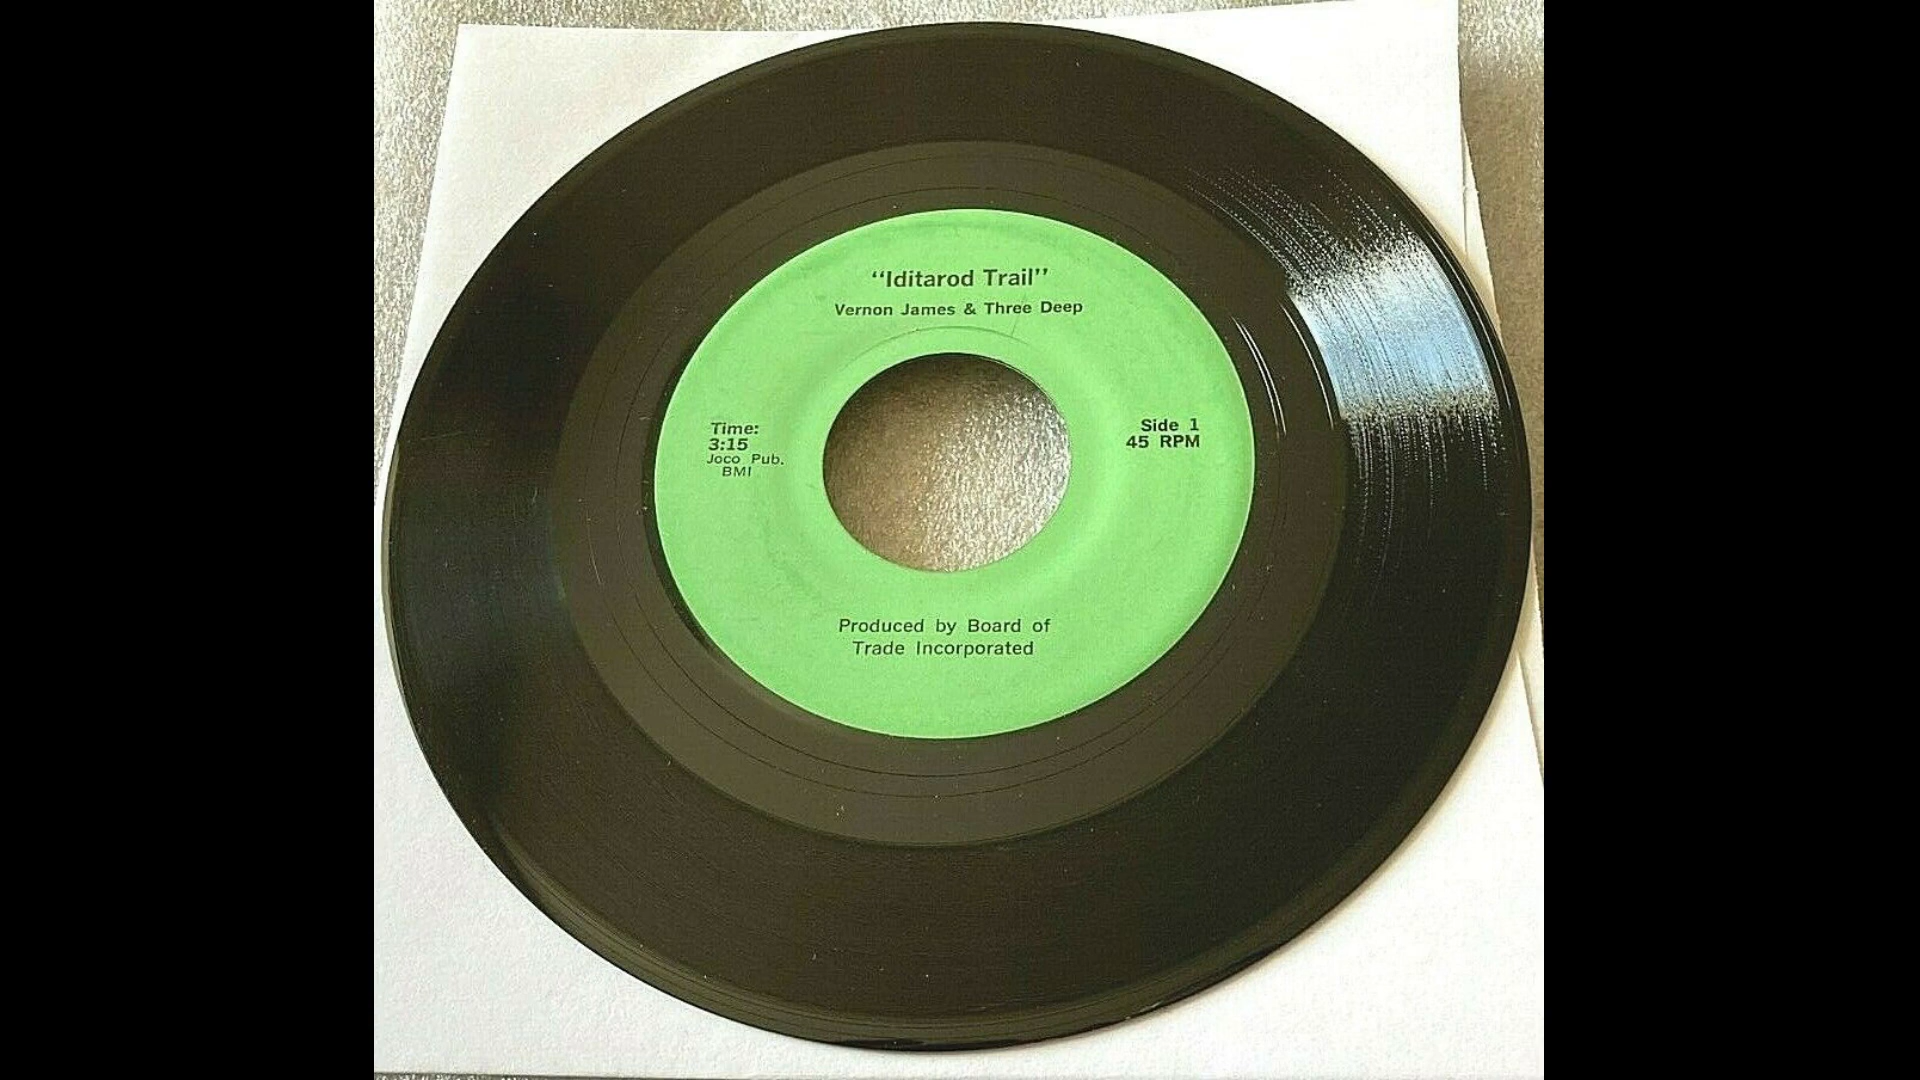 “Iditarod Trail”
Vernon James & Three Deep
Time:
3:15
Joco Pub.
BMI
Side 1
45 RPM
Produced by Board of
Trade Incorporated